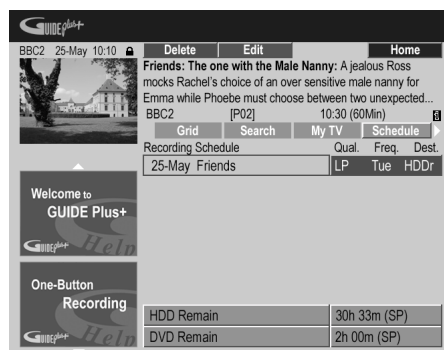 GUIDE plus+
BBC2 25-May 10:10
Delete Edit Home
Friends: The one with the Male Nanny: A jealous Ross
mocks Rachel's choice of an over sensitive male nanny for
Emma while Phoebe must choose between two unexpected...
BBC2 [P02] 10:30 (60Min)
Grid Search My TV Schedule
Recording Schedule Qual. Freq. Dest.
25-May Friends LP Tue HDDr
Welcome to
GUIDE Plus+
GUIDE plus+ Help
One-Button
Recording
GUIDE plus+ Help
HDD Remain 30h 33m (SP)
DVD Remain 2h 00m (SP)